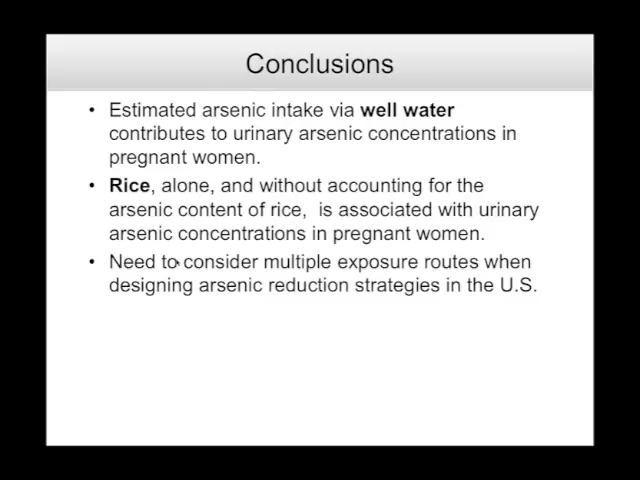 Conclusions
• Estimated arsenic intake via well water
contributes to urinary arsenic concentrations in
pregnant women.
• Rice, alone, and without accounting for the
arsenic content of rice, is associated with urinary
arsenic concentrations in pregnant women.
• Need to consider multiple exposure routes when
designing arsenic reduction strategies in the U.S.